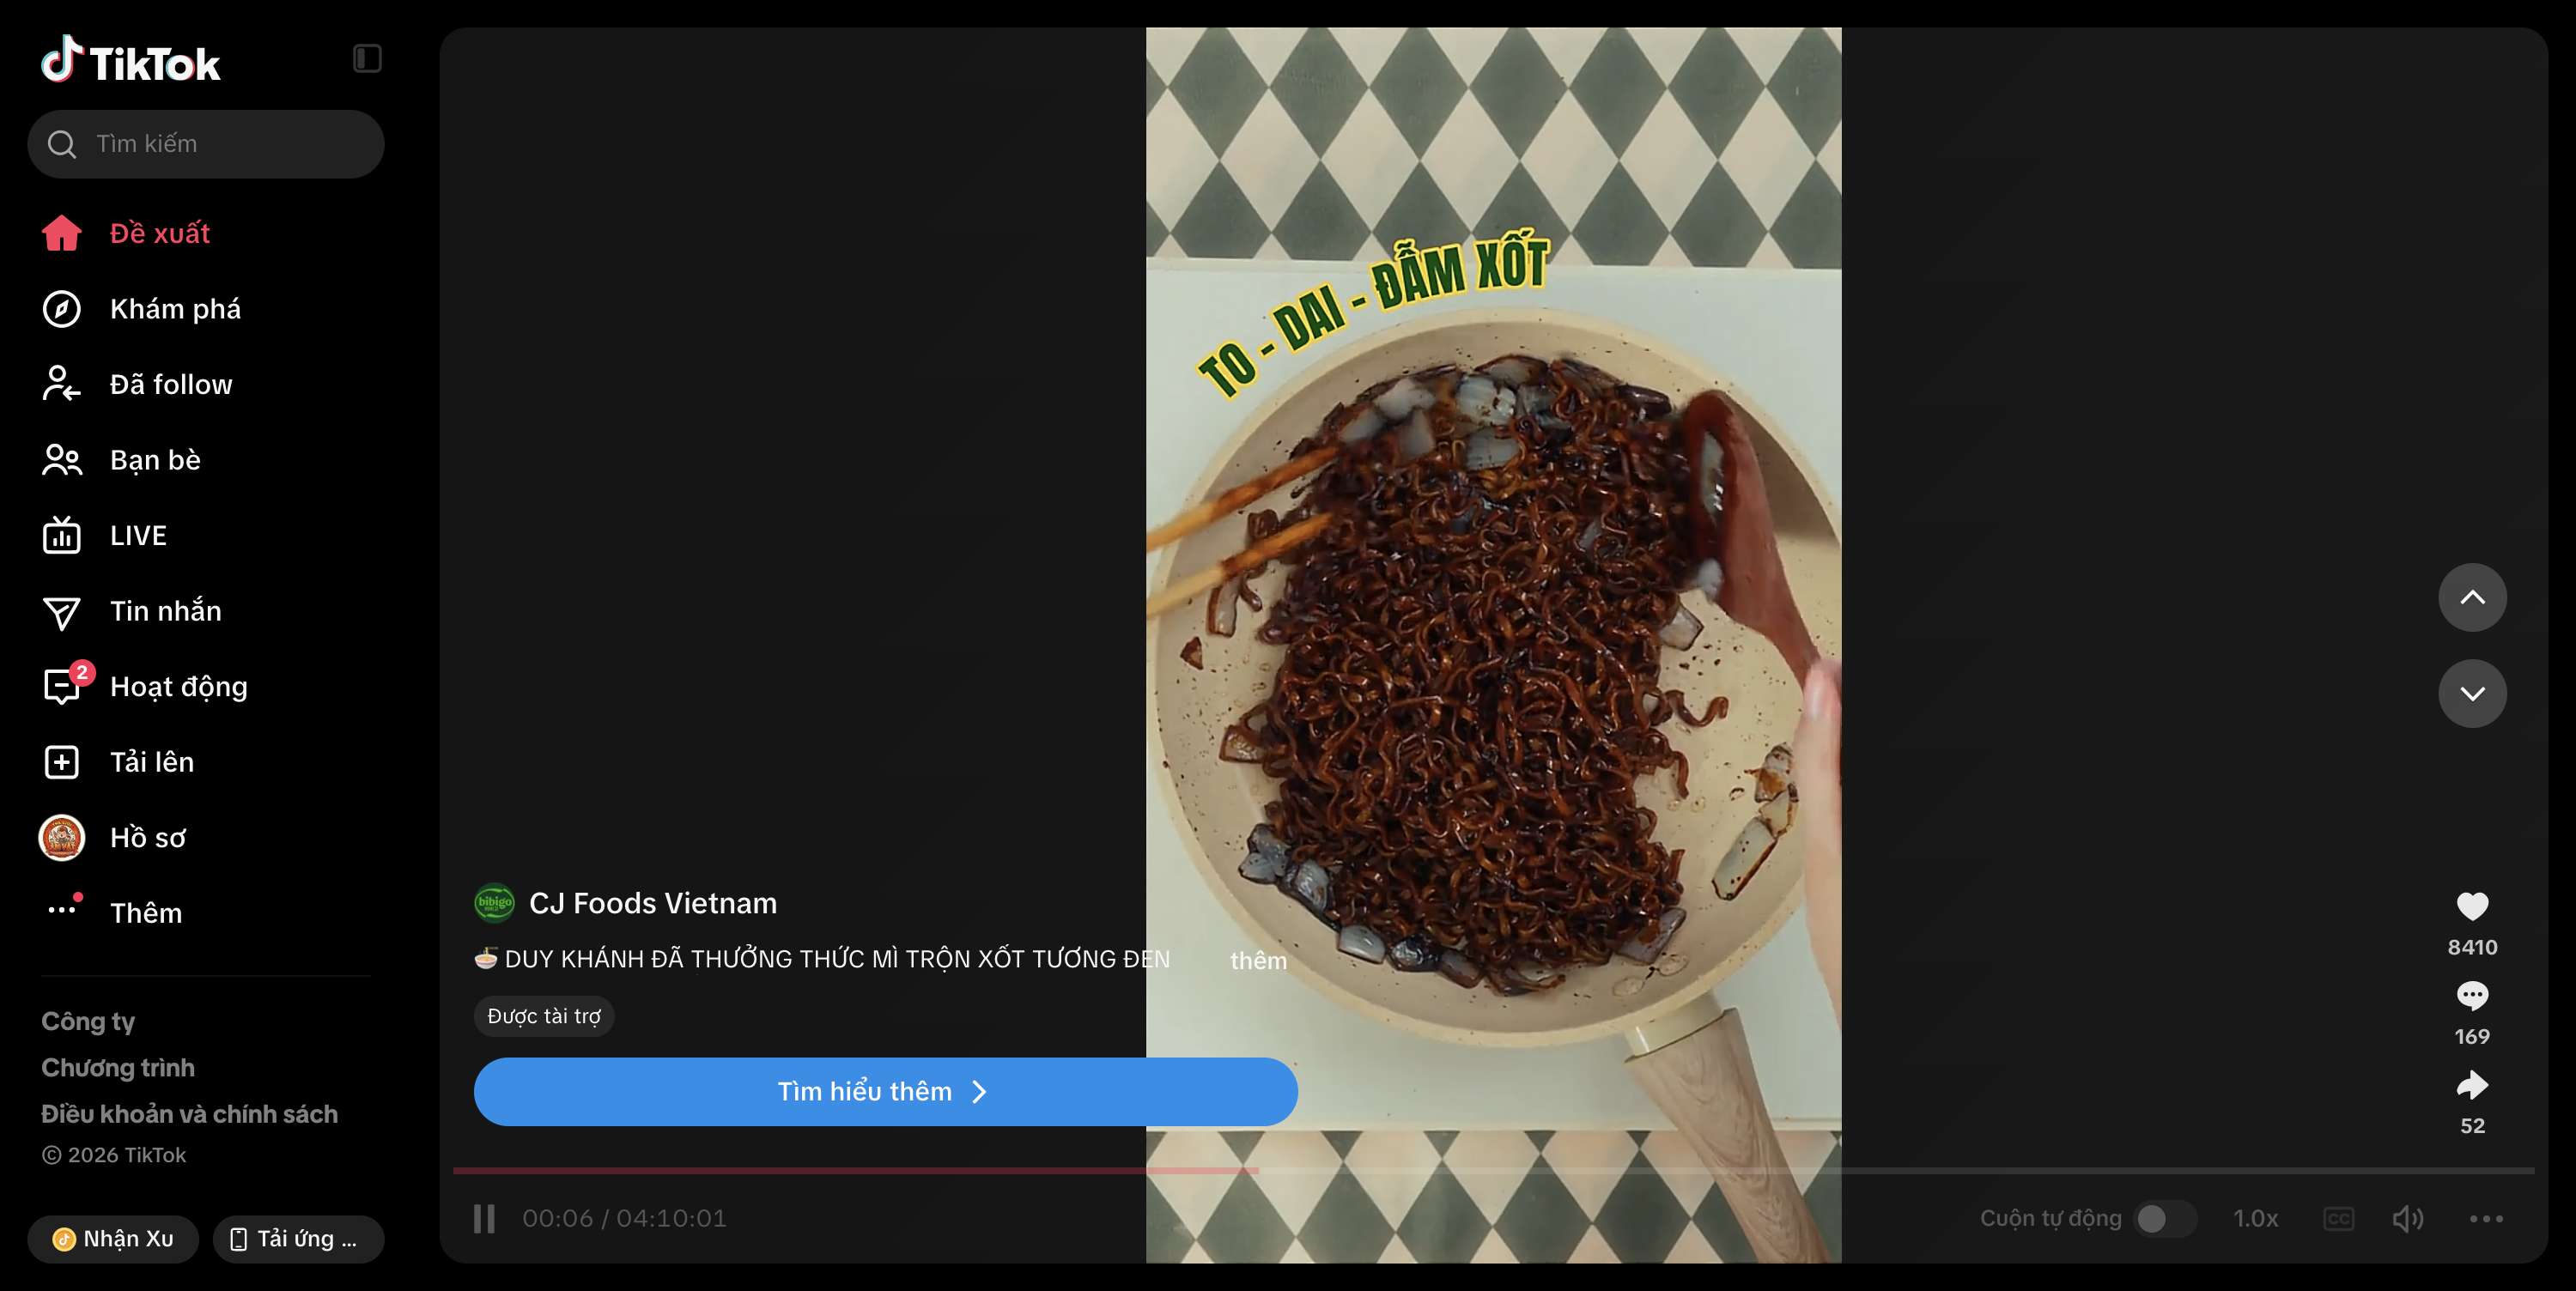 TikTok
Tìm kiếm
Đề xuất
Khám phá
Đã follow
Bạn bè
LIVE
Tin nhắn
2
Hoạt động
Tải lên
Hồ sơ
Thêm
Công ty
Chương trình
Điều khoản và chính sách
© 2026 TikTok
Nhận Xu
Tải ứng ...
TO - DAI - ĐẪM XỐT
bibigo
CJ Foods Vietnam
🍜 DUY KHÁNH ĐÃ THƯỞNG THỨC MÌ TRỘN XỐT TƯƠNG ĐEN thêm
Được tài trợ
Tìm hiểu thêm
8410
169
52
00:06 / 04:10:01
Cuộn tự động
1.0x
CC